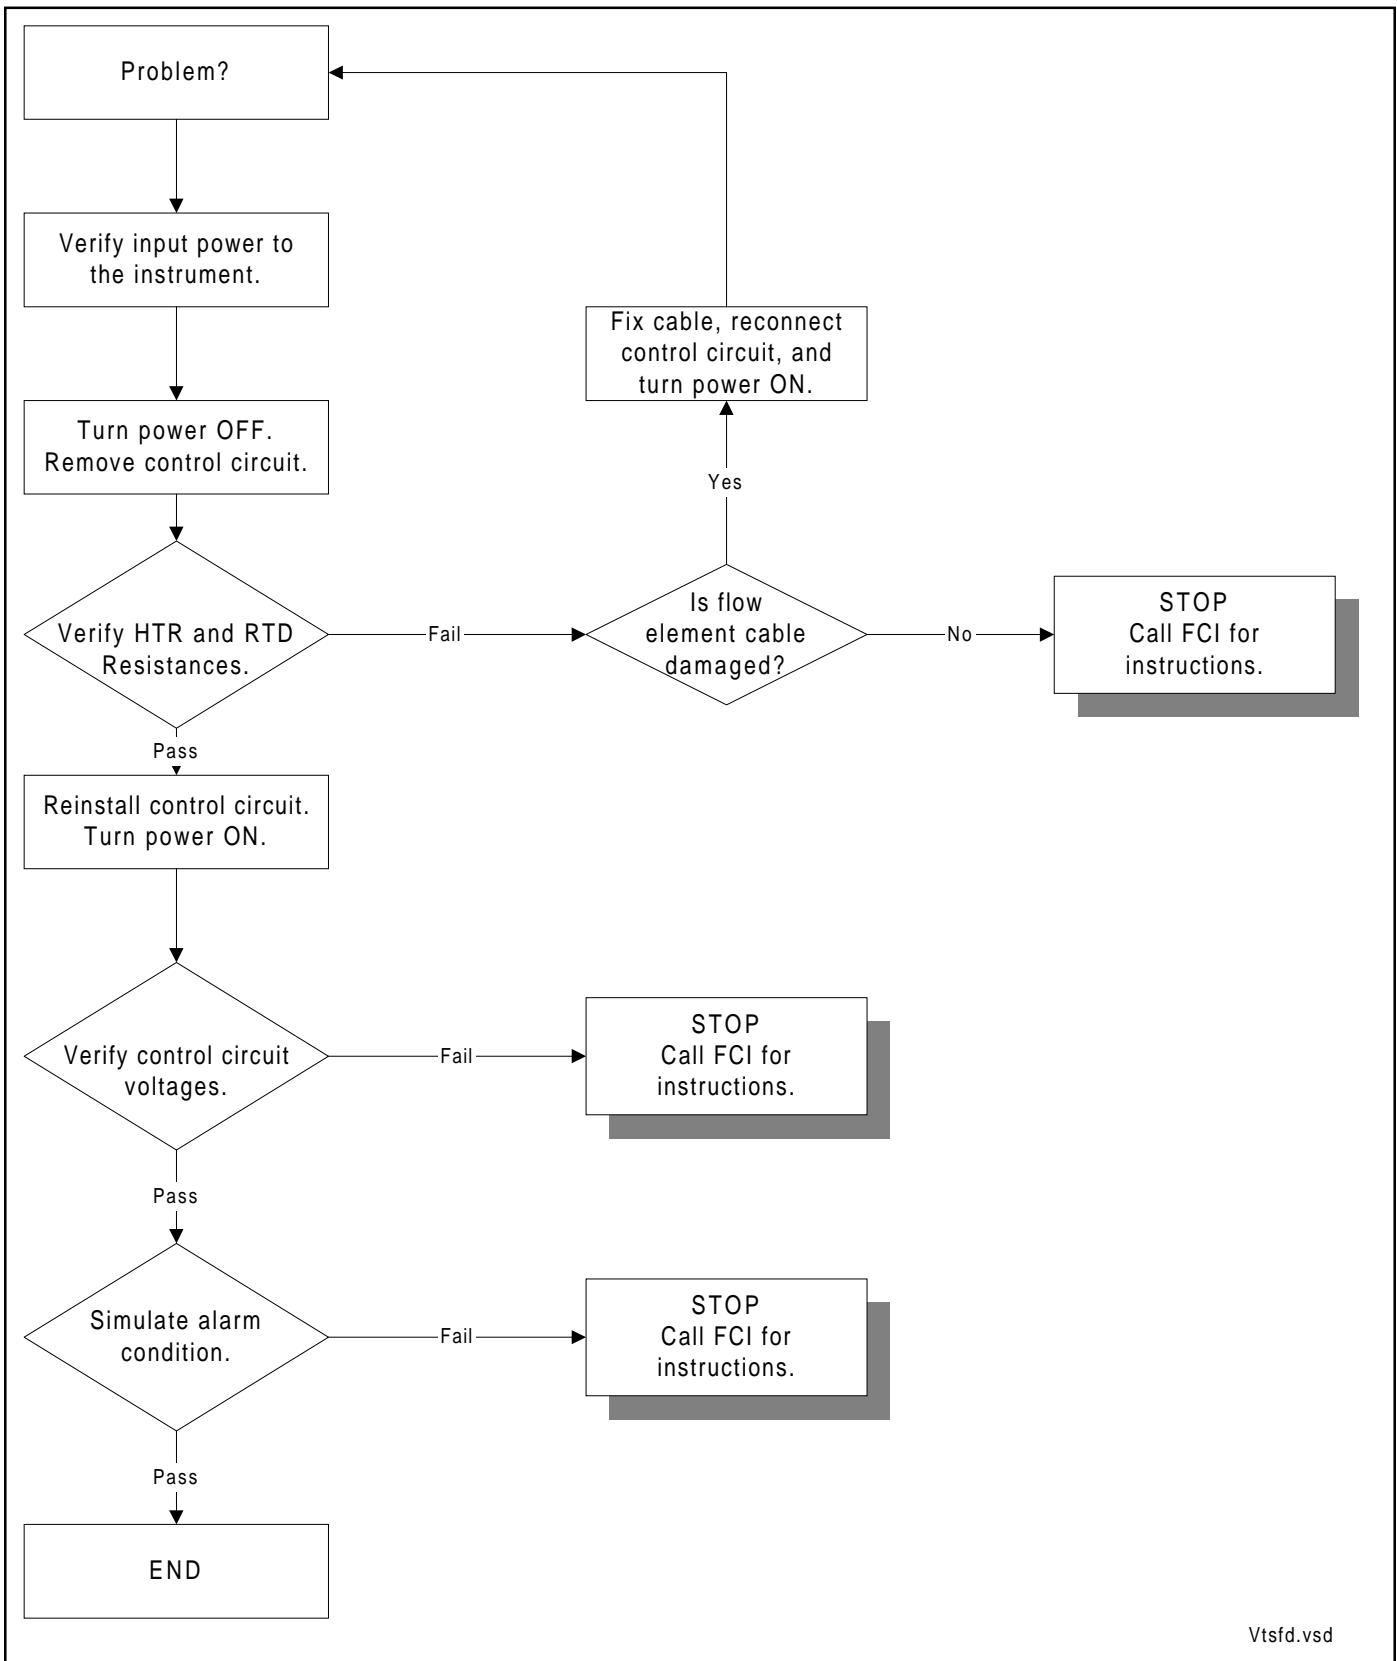 Problem?
Verify input power to
the instrument.
Fix cable, reconnect
control circuit, and
turn power ON.
Turn power OFF.
Remove control circuit.
Yes
Verify HTR and RTD
Resistances.
Fail
Is flow
element cable
damaged?
No
STOP
Call FCI for
instructions.
Pass
Reinstall control circuit.
Turn power ON.
Verify control circuit
voltages.
Fail
STOP
Call FCI for
instructions.
Pass
Simulate alarm
condition.
Fail
STOP
Call FCI for
instructions.
Pass
END
Vtsfd.vsd